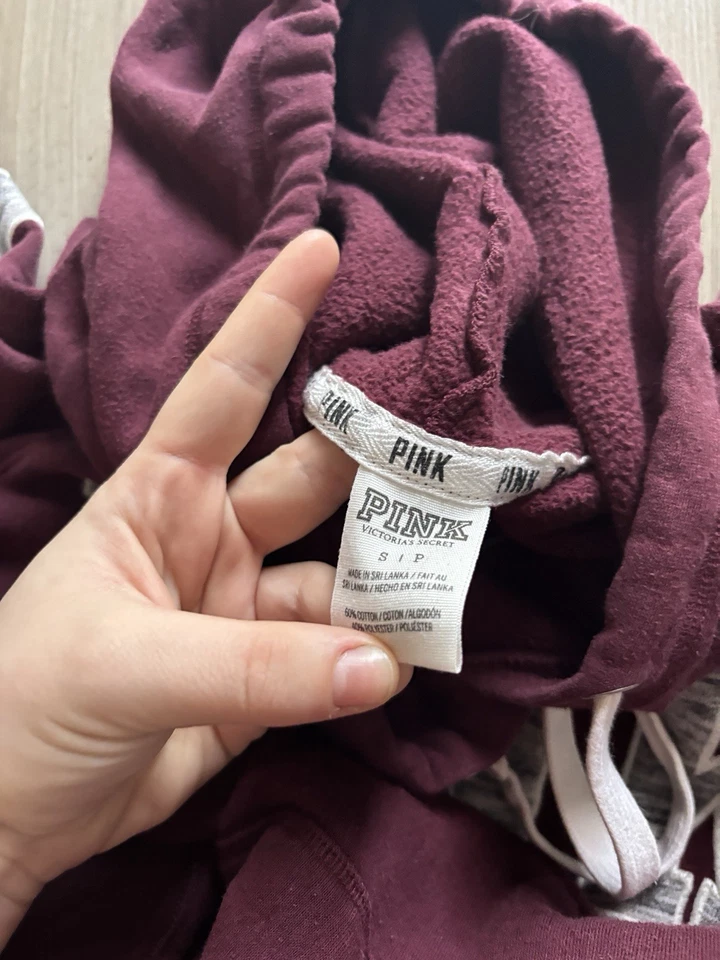 PINK PINK PINK
PINK
VICTORIA'S SECRET
S / P
MADE IN SRI LANKA / FAIT AU
SRI LANKA / HECHO EN SRI LANKA
60% COTTON / COTON / ALGODÓN
40% POLYESTER / POLIÉSTER